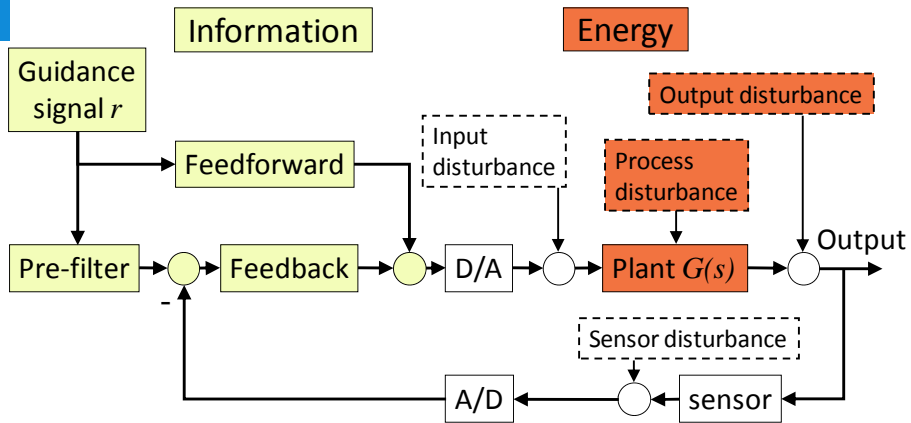 Information
Energy
Guidance
signal r
Output disturbance
Input
disturbance
Feedforward
Process
disturbance
Output
Pre-filter
Feedback
D/A
Plant G(s)
-
Sensor disturbance
A/D
sensor